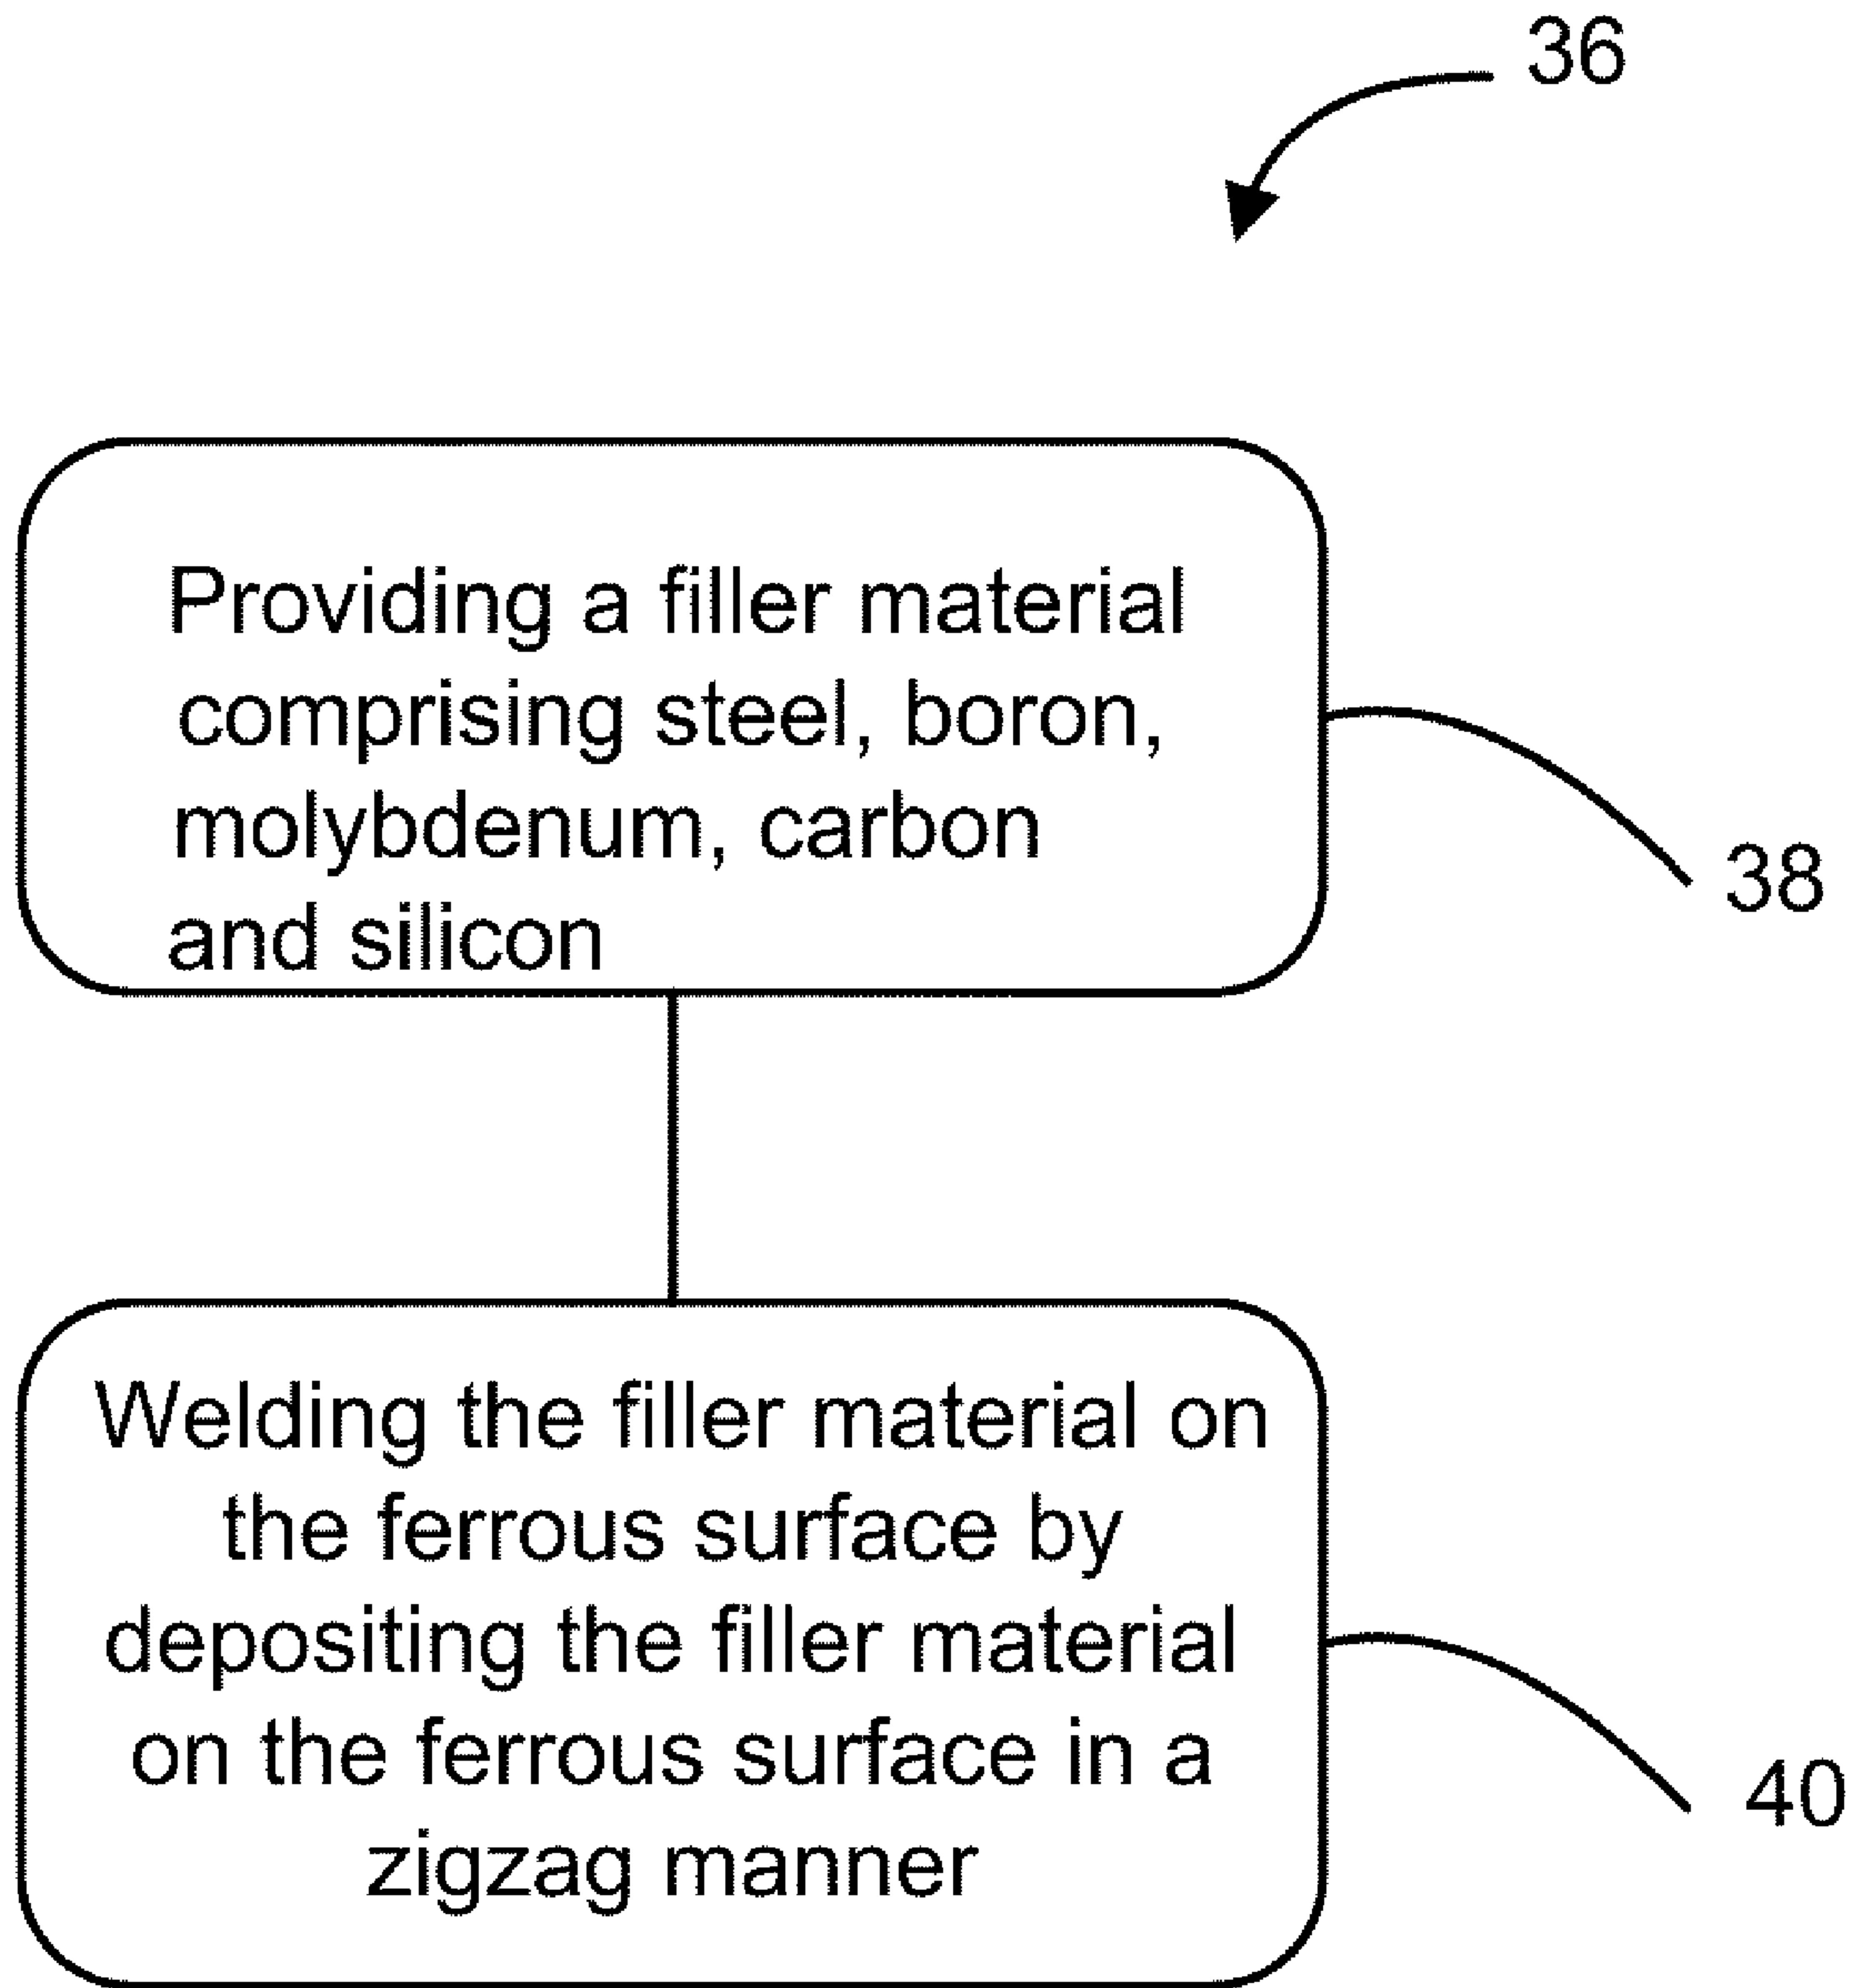 36
Providing a filler material
comprising steel, boron,
molybdenum, carbon
and silicon
38
Welding the filler material on
the ferrous surface by
depositing the filler material
on the ferrous surface in a
zigzag manner
40